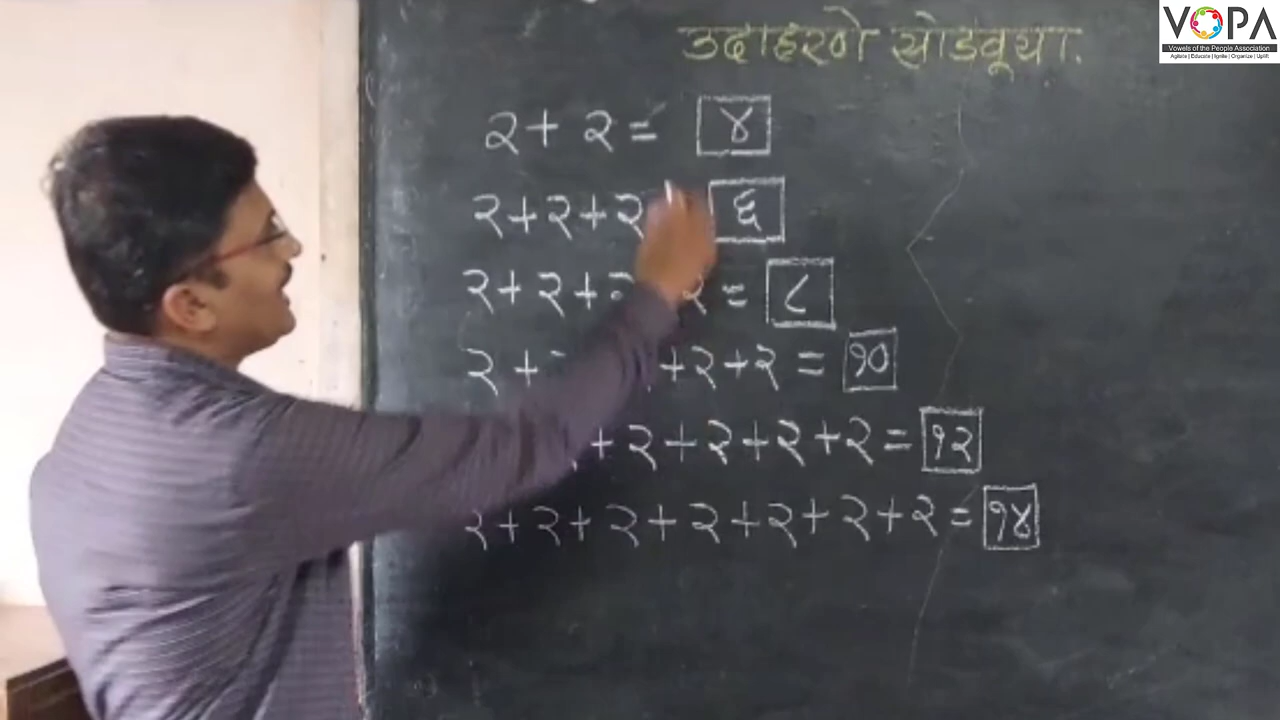 VOPA
Vowels of the People Association
Agitate | Educate | Ignite | Organize | Uplift
उदाहरणे सोडवूया.
२ + २ = ४
२ + २ + २ ६
२ + २ + २ २ = ८
२ + + २ + २ = १०
+ २ + २ + २ + २ = १२
२ + २ + २ + २ + २ + २ + २ = १४